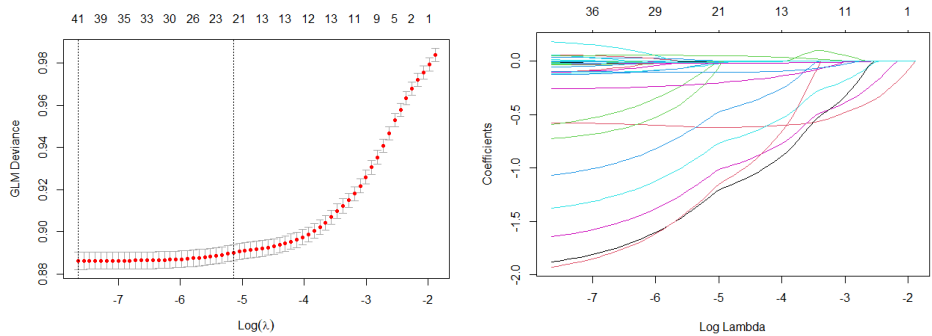 41 39 35 33 30 26 23 21 13 13 12 13 11 9 5 2 1
GLM Deviance
0.98
0.96
0.94
0.92
0.90
0.88
-7 -6 -5 -4 -3 -2
Log(λ)
36 29 21 13 11 1
Coefficients
0.0
-0.5
-1.0
-1.5
-2.0
-7 -6 -5 -4 -3 -2
Log Lambda